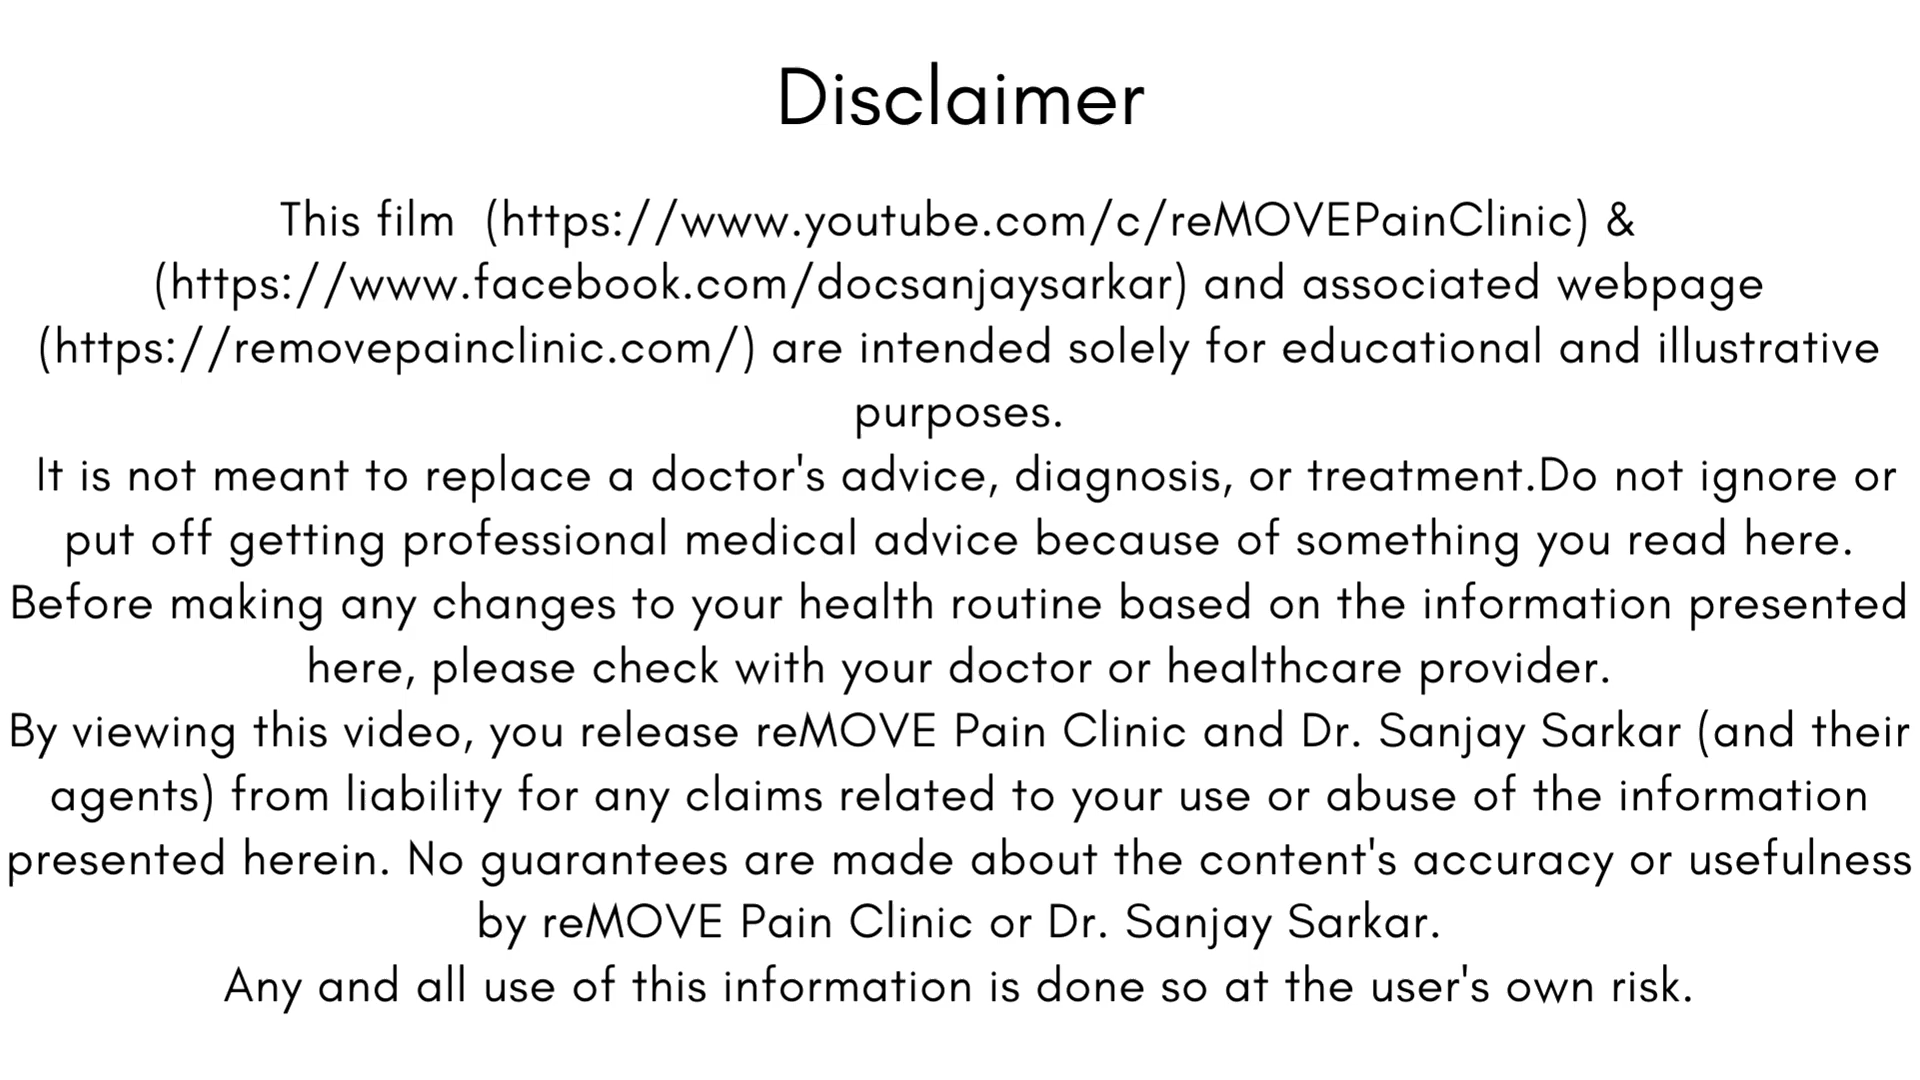 Disclaimer
This film  (https://www.youtube.com/c/reMOVEPainClinic) &
(https://www.facebook.com/docsanjaysarkar) and associated webpage
(https://removepainclinic.com/) are intended solely for educational and illustrative
purposes.
It is not meant to replace a doctor's advice, diagnosis, or treatment.Do not ignore or
put off getting professional medical advice because of something you read here.
Before making any changes to your health routine based on the information presented
here, please check with your doctor or healthcare provider.
By viewing this video, you release reMOVE Pain Clinic and Dr. Sanjay Sarkar (and their
agents) from liability for any claims related to your use or abuse of the information
presented herein. No guarantees are made about the content's accuracy or usefulness
by reMOVE Pain Clinic or Dr. Sanjay Sarkar.
Any and all use of this information is done so at the user's own risk.